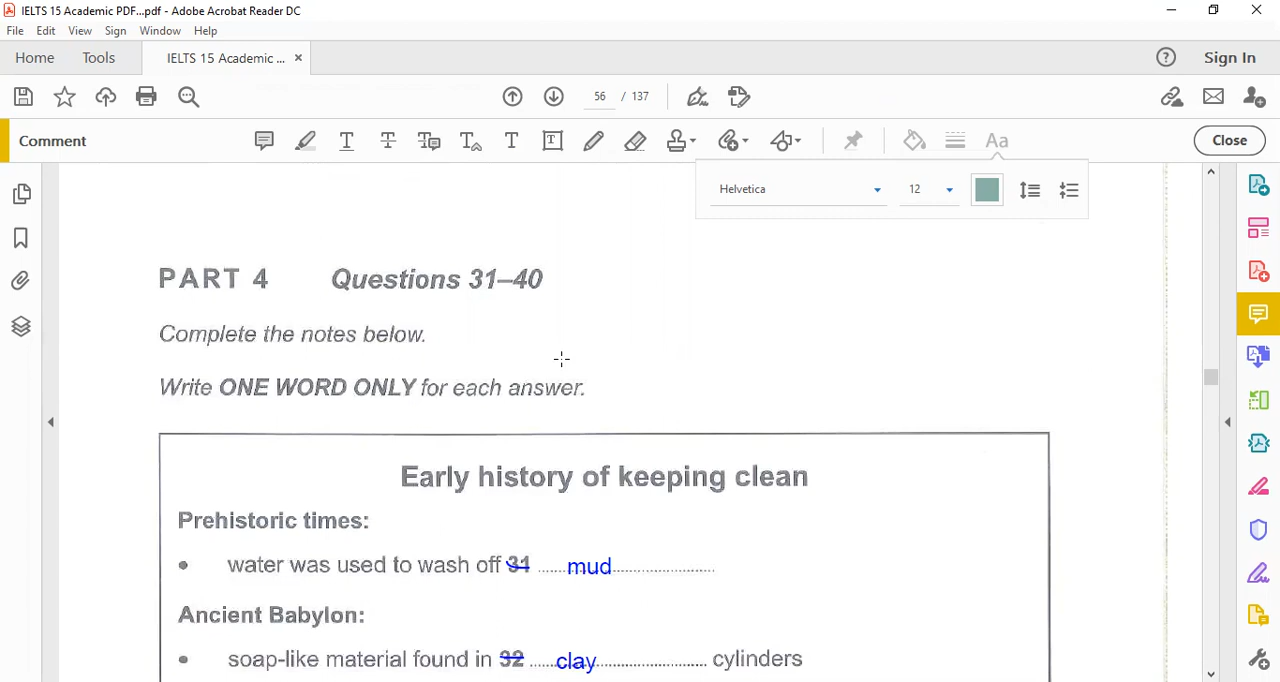 IELTS 15 Academic PDF...pdf - Adobe Acrobat Reader DC
File Edit View Sign Window Help
Home Tools IELTS 15 Academic ... × Sign In
56 / 137
Comment Close
Helvetica 12 Aa
PART 4 Questions 31–40
Complete the notes below.
Write ONE WORD ONLY for each answer.
Early history of keeping clean
Prehistoric times:
• water was used to wash off 31 ......mud....................
Ancient Babylon:
• soap-like material found in 32 .....clay...................... cylinders